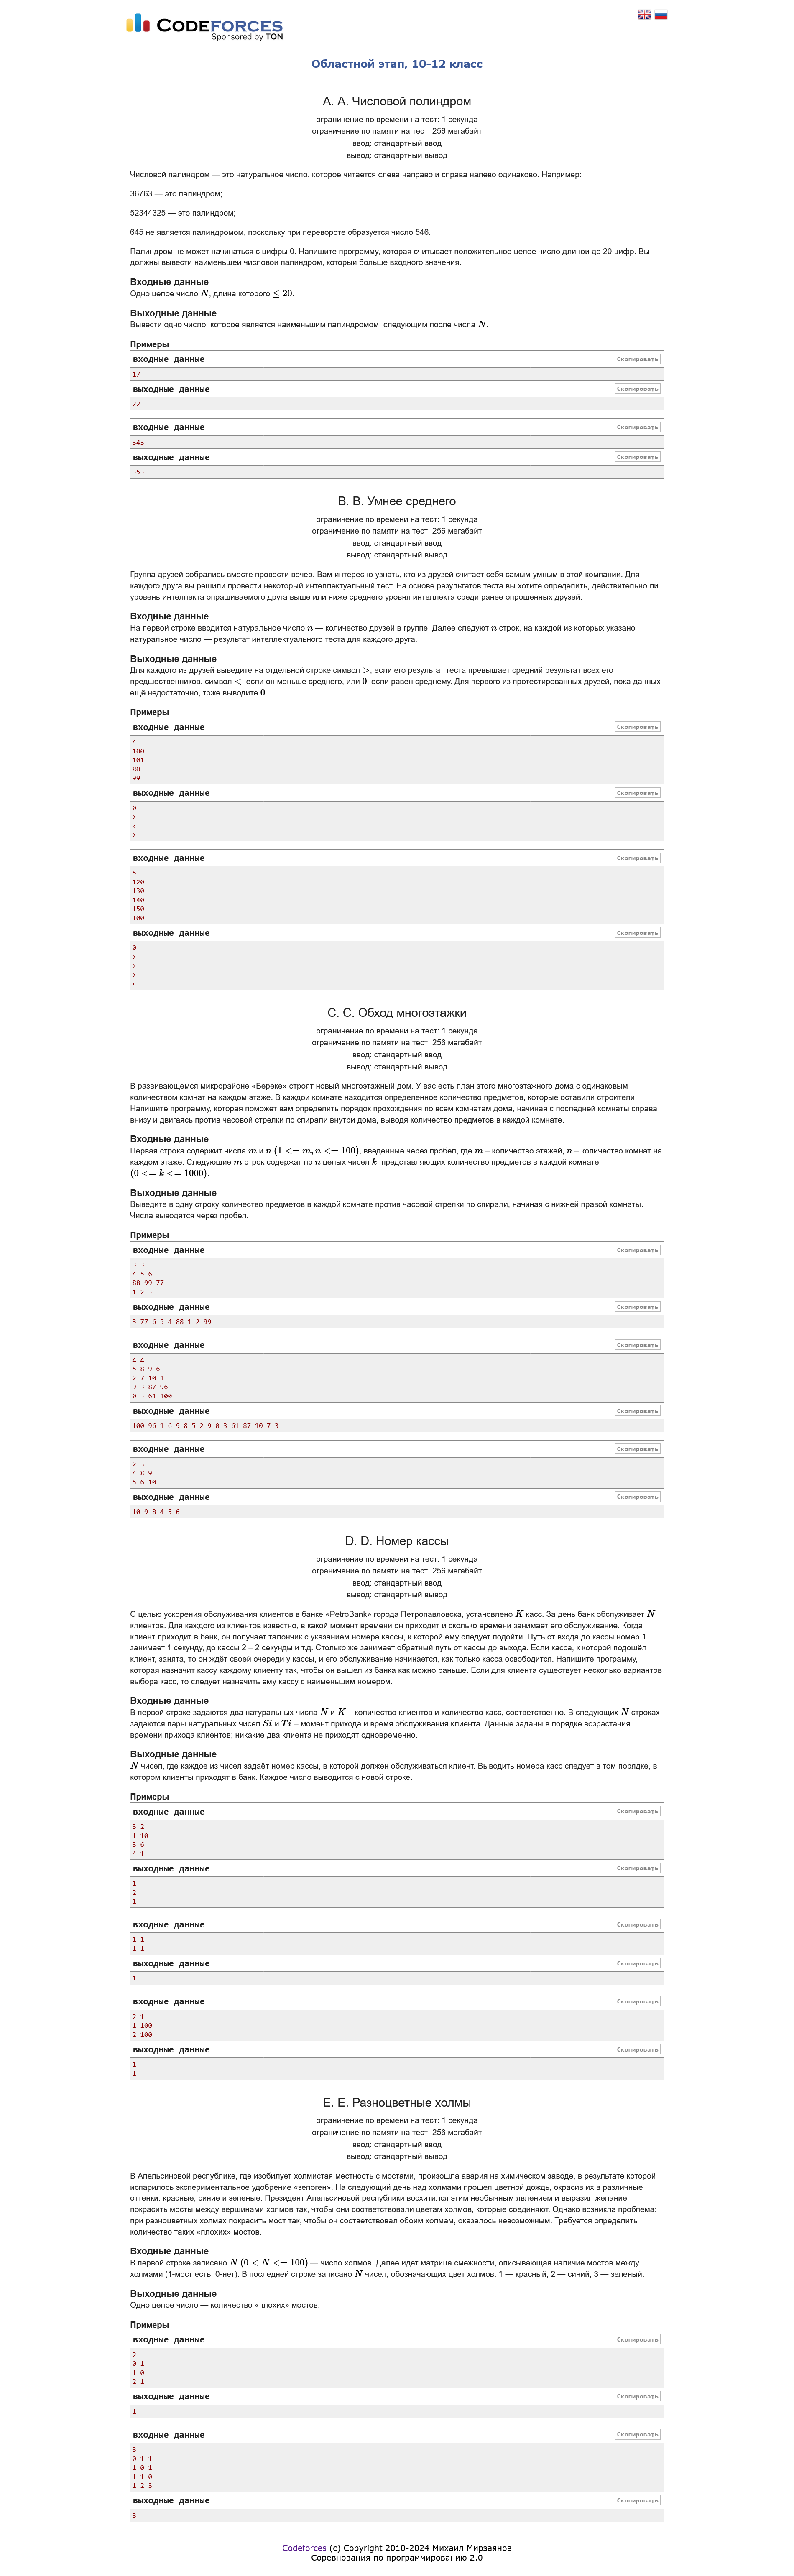 CODEFORCES
Sponsored by TON
Областной этап, 10-12 класс
A. A. Числовой полиндром
ограничение по времени на тест: 1 секунда
ограничение по памяти на тест: 256 мегабайт
ввод: стандартный ввод
вывод: стандартный вывод
Числовой палиндром — это натуральное число, которое читается слева направо и справа налево одинаково. Например:
36763 — это палиндром;
52344325 — это палиндром;
645 не является палиндромом, поскольку при перевороте образуется число 546.
Палиндром не может начинаться с цифры 0. Напишите программу, которая считывает положительное целое число длиной до 20 цифр. Вы
должны вывести наименьшей числовой палиндром, который больше входного значения.
Входные данные
Одно целое число N, длина которого ≤ 20.
Выходные данные
Вывести одно число, которое является наименьшим палиндромом, следующим после числа N.
Примеры
входные данные Скопировать
17
выходные данные Скопировать
22
входные данные Скопировать
343
выходные данные Скопировать
353
B. B. Умнее среднего
ограничение по времени на тест: 1 секунда
ограничение по памяти на тест: 256 мегабайт
ввод: стандартный ввод
вывод: стандартный вывод
Группа друзей собрались вместе провести вечер. Вам интересно узнать, кто из друзей считает себя самым умным в этой компании. Для
каждого друга вы решили провести некоторый интеллектуальный тест. На основе результатов теста вы хотите определить, действительно ли
уровень интеллекта опрашиваемого друга выше или ниже среднего уровня интеллекта среди ранее опрошенных друзей.
Входные данные
На первой строке вводится натуральное число n — количество друзей в группе. Далее следуют n строк, на каждой из которых указано
натуральное число — результат интеллектуального теста для каждого друга.
Выходные данные
Для каждого из друзей выведите на отдельной строке символ >, если его результат теста превышает средний результат всех его
предшественников, символ <, если он меньше среднего, или 0, если равен среднему. Для первого из протестированных друзей, пока данных
ещё недостаточно, тоже выводите 0.
Примеры
входные данные Скопировать
4
100
101
80
99
выходные данные Скопировать
0
>
<
>
входные данные Скопировать
5
120
130
140
150
100
выходные данные Скопировать
0
>
>
>
<
C. C. Обход многоэтажки
ограничение по времени на тест: 1 секунда
ограничение по памяти на тест: 256 мегабайт
ввод: стандартный ввод
вывод: стандартный вывод
В развивающемся микрорайоне «Береке» строят новый многоэтажный дом. У вас есть план этого многоэтажного дома с одинаковым
количеством комнат на каждом этаже. В каждой комнате находится определенное количество предметов, которые оставили строители.
Напишите программу, которая поможет вам определить порядок прохождения по всем комнатам дома, начиная с последней комнаты справа
внизу и двигаясь против часовой стрелки по спирали внутри дома, выводя количество предметов в каждой комнате.
Входные данные
Первая строка содержит числа m и n (1 <= m, n <= 100), введенные через пробел, где m – количество этажей, n – количество комнат на
каждом этаже. Следующие m строк содержат по n целых чисел k, представляющих количество предметов в каждой комнате
(0 <= k <= 1000).
Выходные данные
Выведите в одну строку количество предметов в каждой комнате против часовой стрелки по спирали, начиная с нижней правой комнаты.
Числа выводятся через пробел.
Примеры
входные данные Скопировать
3 3
4 5 6
88 99 77
1 2 3
выходные данные Скопировать
3 77 6 5 4 88 1 2 99
входные данные Скопировать
4 4
5 8 9 6
2 7 10 1
9 3 87 96
0 3 61 100
выходные данные Скопировать
100 96 1 6 9 8 5 2 9 0 3 61 87 10 7 3
входные данные Скопировать
2 3
4 8 9
5 6 10
выходные данные Скопировать
10 9 8 4 5 6
D. D. Номер кассы
ограничение по времени на тест: 1 секунда
ограничение по памяти на тест: 256 мегабайт
ввод: стандартный ввод
вывод: стандартный вывод
С целью ускорения обслуживания клиентов в банке «PetroBank» города Петропавловска, установлено K касс. За день банк обслуживает N
клиентов. Для каждого из клиентов известно, в какой момент времени он приходит и сколько времени занимает его обслуживание. Когда
клиент приходит в банк, он получает талончик с указанием номера кассы, к которой ему следует подойти. Путь от входа до кассы номер 1
занимает 1 секунду, до кассы 2 – 2 секунды и т.д. Столько же занимает обратный путь от кассы до выхода. Если касса, к которой подошёл
клиент, занята, то он ждёт своей очереди у кассы, и его обслуживание начинается, как только касса освободится. Напишите программу,
которая назначит кассу каждому клиенту так, чтобы он вышел из банка как можно раньше. Если для клиента существует несколько вариантов
выбора касс, то следует назначить ему кассу с наименьшим номером.
Входные данные
В первой строке задаются два натуральных числа N и K – количество клиентов и количество касс, соответственно. В следующих N строках
задаются пары натуральных чисел Si и Ti – момент прихода и время обслуживания клиента. Данные заданы в порядке возрастания
времени прихода клиентов; никакие два клиента не приходят одновременно.
Выходные данные
N чисел, где каждое из чисел задаёт номер кассы, в которой должен обслуживаться клиент. Выводить номера касс следует в том порядке, в
котором клиенты приходят в банк. Каждое число выводится с новой строке.
Примеры
входные данные Скопировать
3 2
1 10
3 6
4 1
выходные данные Скопировать
1
2
1
входные данные Скопировать
1 1
1 1
выходные данные Скопировать
1
входные данные Скопировать
2 1
1 100
2 100
выходные данные Скопировать
1
1
E. E. Разноцветные холмы
ограничение по времени на тест: 1 секунда
ограничение по памяти на тест: 256 мегабайт
ввод: стандартный ввод
вывод: стандартный вывод
В Апельсиновой республике, где изобилует холмистая местность с мостами, произошла авария на химическом заводе, в результате которой
испарилось экспериментальное удобрение «зелоген». На следующий день над холмами прошел цветной дождь, окрасив их в различные
оттенки: красные, синие и зеленые. Президент Апельсиновой республики восхитился этим необычным явлением и выразил желание
покрасить мосты между вершинами холмов так, чтобы они соответствовали цветам холмов, которые соединяют. Однако возникла проблема:
при разноцветных холмах покрасить мост так, чтобы он соответствовал обоим холмам, оказалось невозможным. Требуется определить
количество таких «плохих» мостов.
Входные данные
В первой строке записано N (0 < N <= 100) — число холмов. Далее идет матрица смежности, описывающая наличие мостов между
холмами (1-мост есть, 0-нет). В последней строке записано N чисел, обозначающих цвет холмов: 1 — красный; 2 — синий; 3 — зеленый.
Выходные данные
Одно целое число — количество «плохих» мостов.
Примеры
входные данные Скопировать
2
0 1
1 0
2 1
выходные данные Скопировать
1
входные данные Скопировать
3
0 1 1
1 0 1
1 1 0
1 2 3
выходные данные Скопировать
3
Codeforces (c) Copyright 2010-2024 Михаил Мирзаянов
Соревнования по программированию 2.0